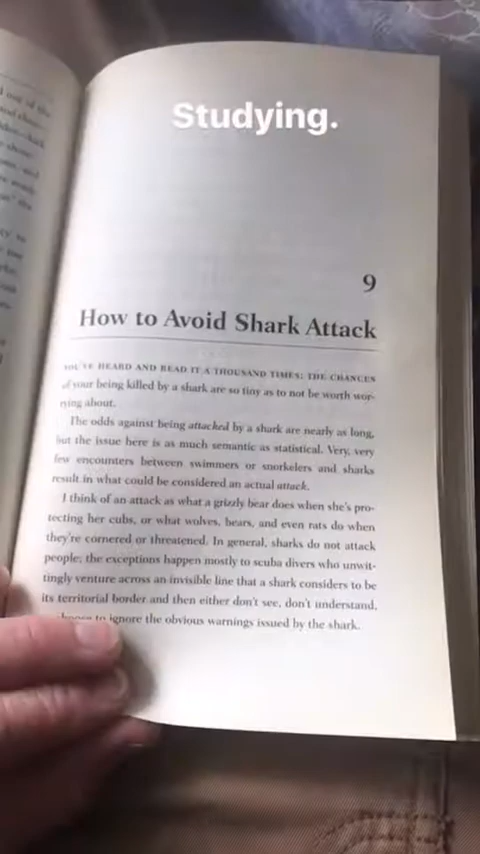 Studying.
9
How to Avoid Shark Attack
YOU'VE HEARD AND READ IT A THOUSAND TIMES: THE CHANCES
of your being killed by a shark are so tiny as to not be worth wor-
rying about.
The odds against being attacked by a shark are nearly as long,
but the issue here is as much semantic as statistical. Very, very
few encounters between swimmers or snorkelers and sharks
result in what could be considered an actual attack.
I think of an attack as what a grizzly bear does when she's pro-
tecting her cubs, or what wolves, bears, and even rats do when
they're cornered or threatened. In general, sharks do not attack
people; the exceptions happen mostly to scuba divers who unwit-
tingly venture across an invisible line that a shark considers to be
its territorial border and then either don't see, don't understand,
to ignore the obvious warnings issued by the shark.